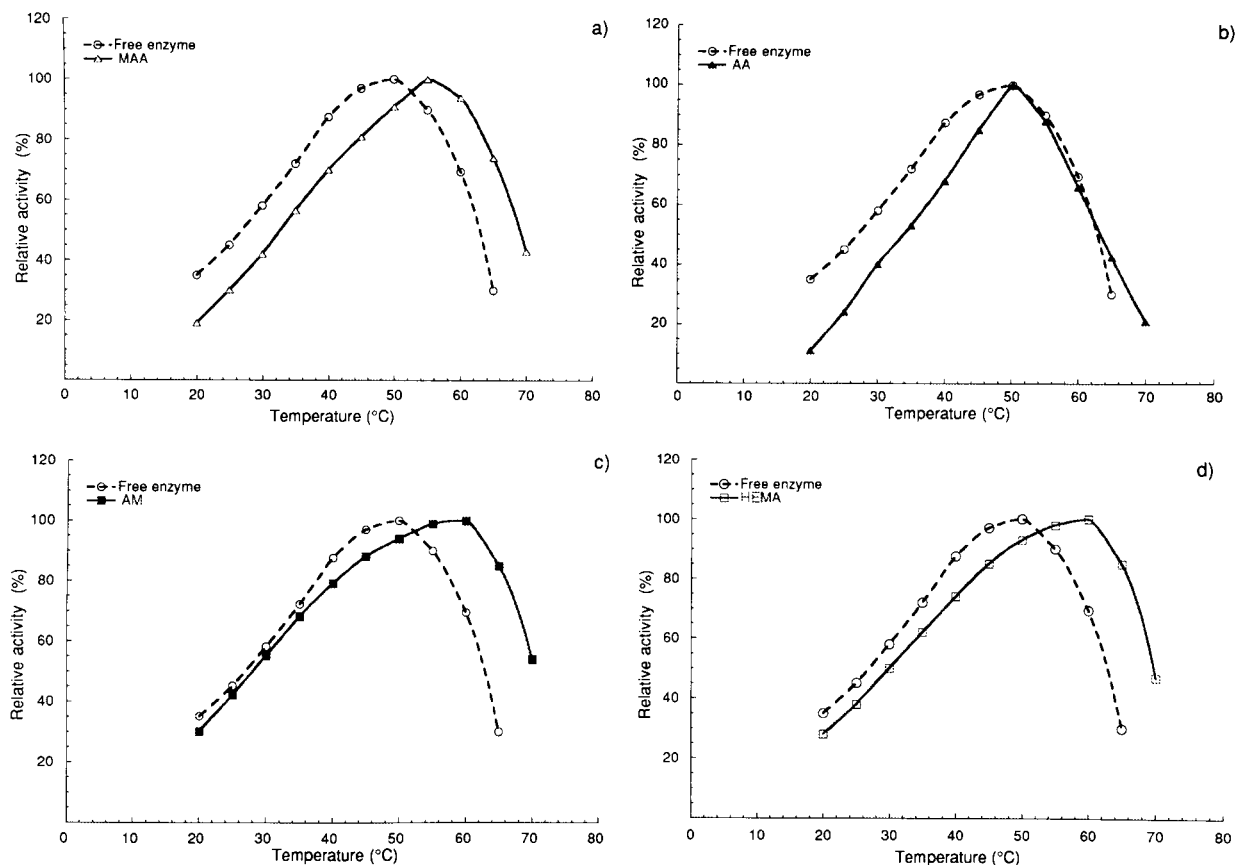 a)
120
Free enzyme
MAA
100
80
60
40
20
Relative activity (%)
0 10 20 30 40 50 60 70 80
Temperature (°C)
b)
120
Free enzyme
AA
100
80
60
40
20
Relative activity (%)
0 10 20 30 40 50 60 70 80
Temperature (°C)
c)
120
Free enzyme
AM
100
80
60
40
20
Relative activity (%)
0 10 20 30 40 50 60 70 80
Temperature (°C)
d)
120
Free enzyme
HEMA
100
80
60
40
20
Relative activity (%)
0 10 20 30 40 50 60 70 80
Temperature (°C)